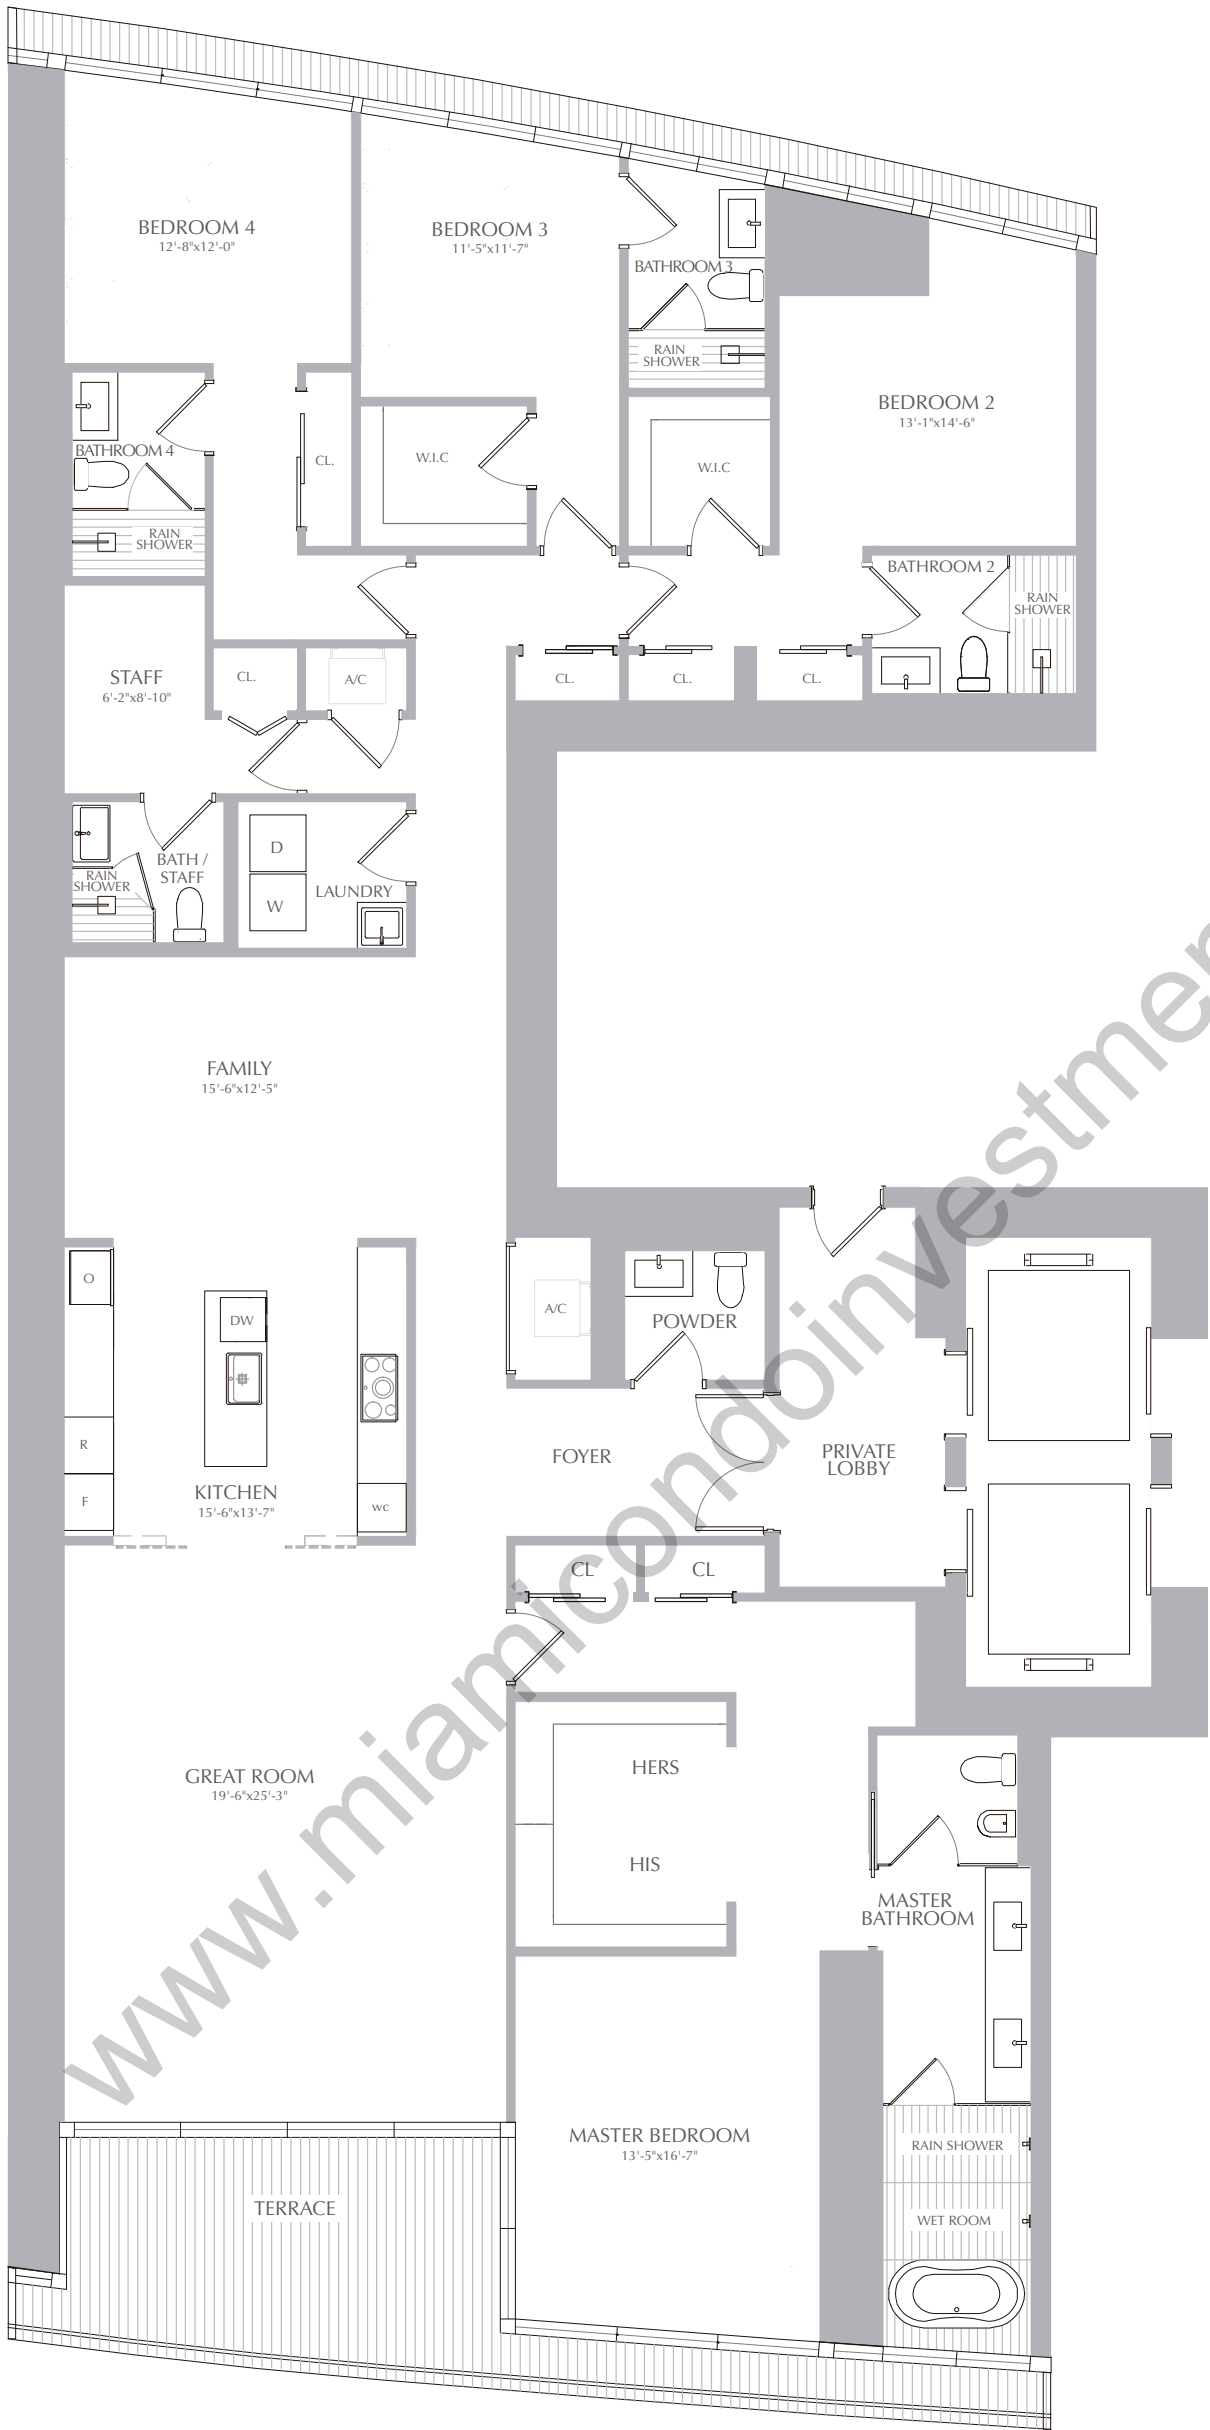 BEDROOM 4
12'-8"x12'-0"
BEDROOM 3
11'-5"x11'-7"
BATHROOM 3
RAIN
SHOWER
BEDROOM 2
13'-1"x14'-6"
BATHROOM 4
RAIN
SHOWER
CL.
W.I.C
W.I.C
BATHROOM 2
RAIN
SHOWER
STAFF
6'-2"x8'-10"
CL.
A/C
CL.
CL.
CL.
BATH /
STAFF
RAIN
SHOWER
D
W
LAUNDRY
FAMILY
15'-6"x12'-5"
O
DW
R
F
KITCHEN
15'-6"x13'-7"
WC
A/C
POWDER
FOYER
PRIVATE
LOBBY
CL
CL
GREAT ROOM
19'-6"x25'-3"
HERS
HIS
MASTER
BATHROOM
MASTER BEDROOM
13'-5"x16'-7"
RAIN SHOWER
WET ROOM
TERRACE
www.miamicondoinvestmen